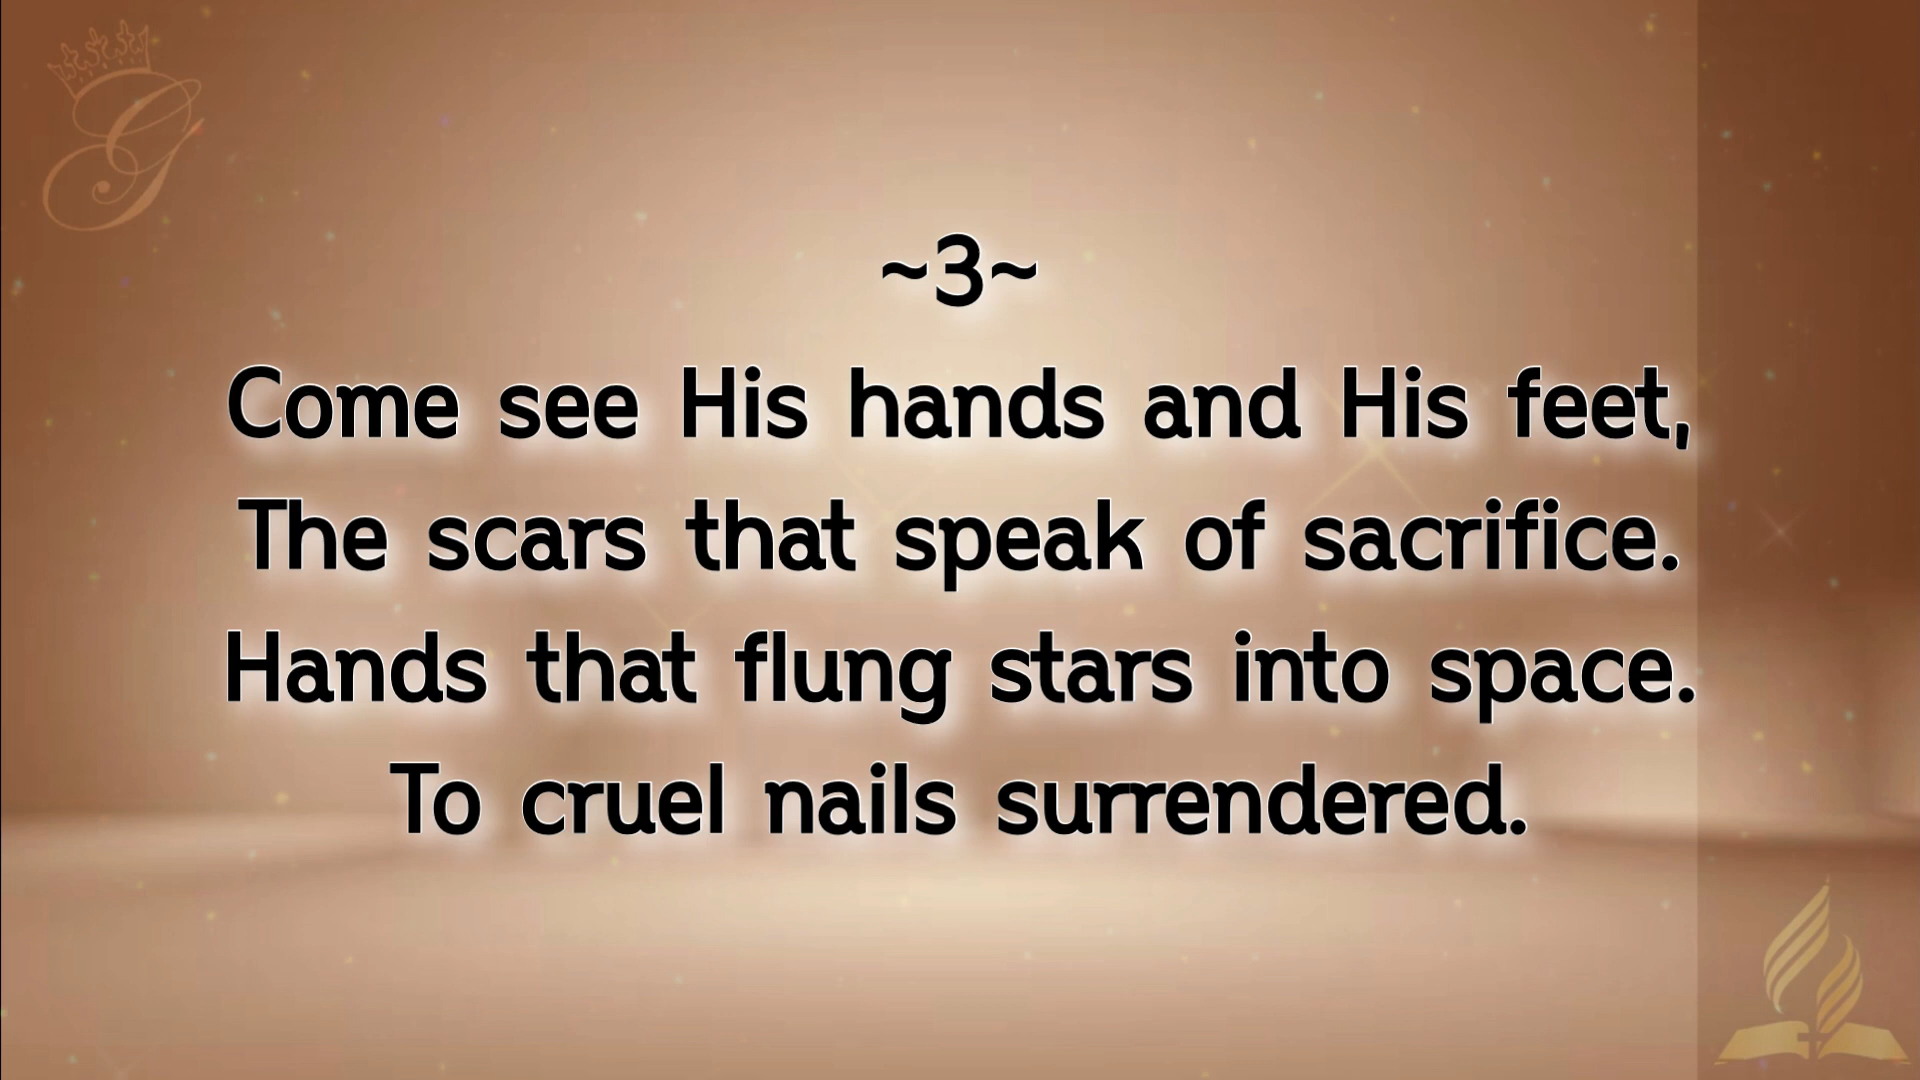 G
~3~
Come see His hands and His feet,
The scars that speak of sacrifice.
Hands that flung stars into space.
To cruel nails surrendered.